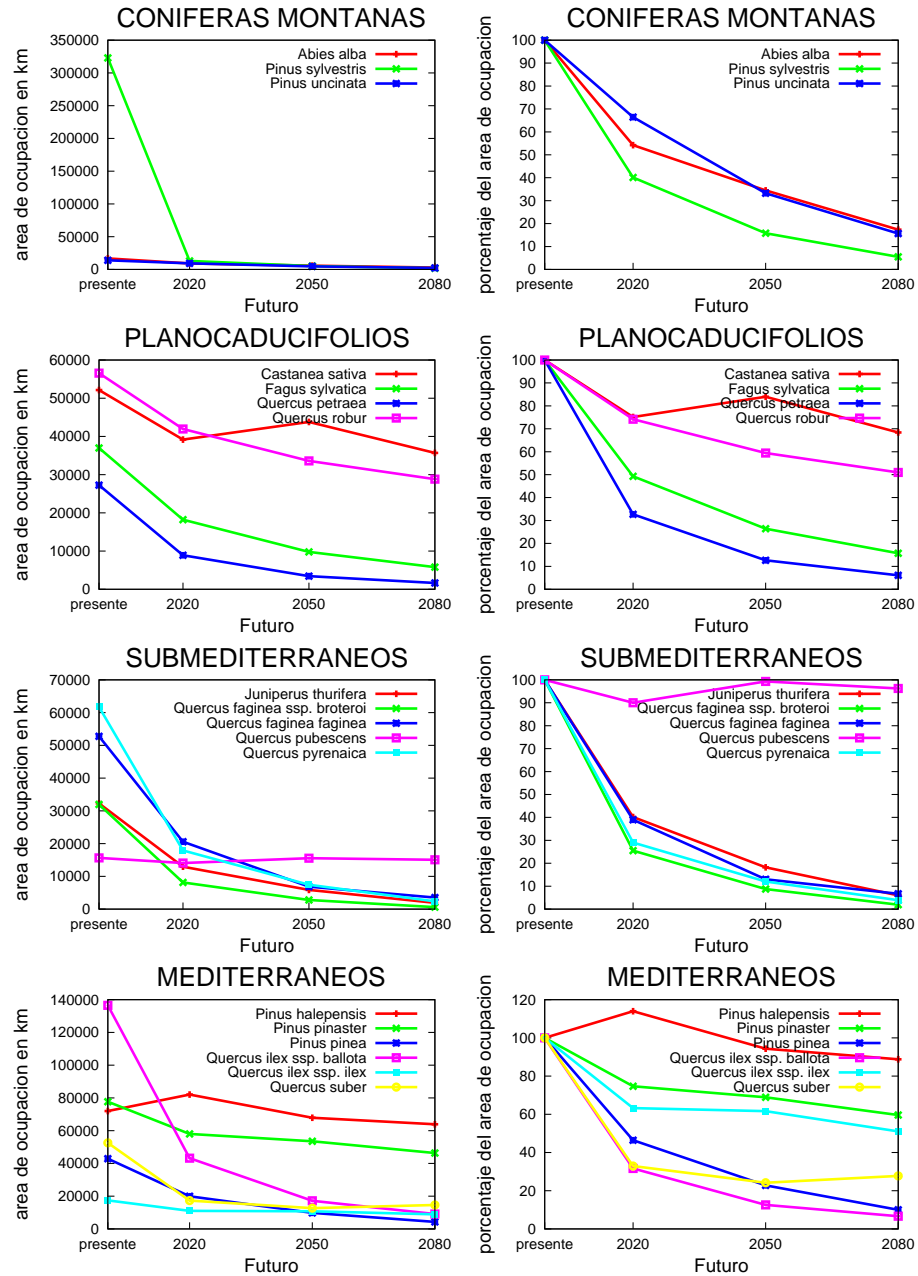 CONIFERAS MONTANAS
area de ocupacion en km
350000
300000
250000
200000
150000
100000
50000
0
Abies alba
Pinus sylvestris
Pinus uncinata
presente 2020 2050 2080
Futuro
CONIFERAS MONTANAS
porcentaje del area de ocupacion
100
90
80
70
60
50
40
30
20
10
0
Abies alba
Pinus sylvestris
Pinus uncinata
presente 2020 2050 2080
Futuro
PLANOCADUCIFOLIOS
area de ocupacion en km
60000
50000
40000
30000
20000
10000
0
Castanea sativa
Fagus sylvatica
Quercus petraea
Quercus robur
presente 2020 2050 2080
Futuro
PLANOCADUCIFOLIOS
porcentaje del area de ocupacion
100
90
80
70
60
50
40
30
20
10
0
Castanea sativa
Fagus sylvatica
Quercus petraea
Quercus robur
presente 2020 2050 2080
Futuro
SUBMEDITERRANEOS
area de ocupacion en km
70000
60000
50000
40000
30000
20000
10000
0
Juniperus thurifera
Quercus faginea ssp. broteroi
Quercus faginea faginea
Quercus pubescens
Quercus pyrenaica
presente 2020 2050 2080
Futuro
SUBMEDITERRANEOS
porcentaje del area de ocupacion
100
90
80
70
60
50
40
30
20
10
0
Juniperus thurifera
Quercus faginea ssp. broteroi
Quercus faginea faginea
Quercus pubescens
Quercus pyrenaica
presente 2020 2050 2080
Futuro
MEDITERRANEOS
area de ocupacion en km
140000
120000
100000
80000
60000
40000
20000
0
Pinus halepensis
Pinus pinaster
Pinus pinea
Quercus ilex ssp. ballota
Quercus ilex ssp. ilex
Quercus suber
presente 2020 2050 2080
Futuro
MEDITERRANEOS
porcentaje del area de ocupacion
120
100
80
60
40
20
0
Pinus halepensis
Pinus pinaster
Pinus pinea
Quercus ilex ssp. ballota
Quercus ilex ssp. ilex
Quercus suber
presente 2020 2050 2080
Futuro